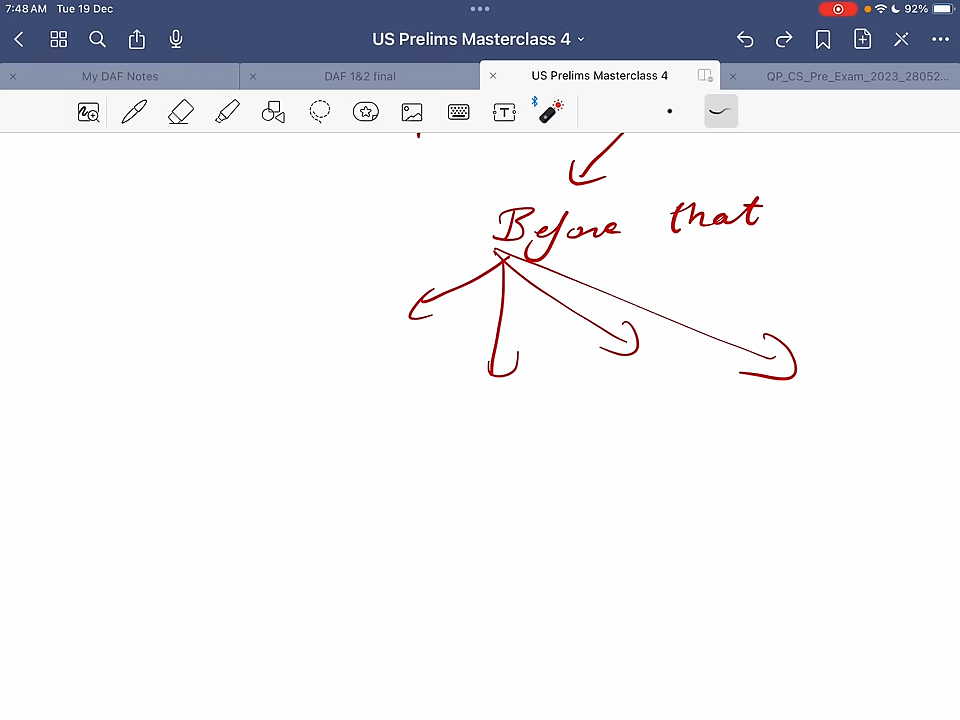 7:48 AM Tue 19 Dec 92%
US Prelims Masterclass 4
My DAF Notes DAF 1&2 final US Prelims Masterclass 4 QP_CS_Pre_Exam_2023_28052...
T
Before that